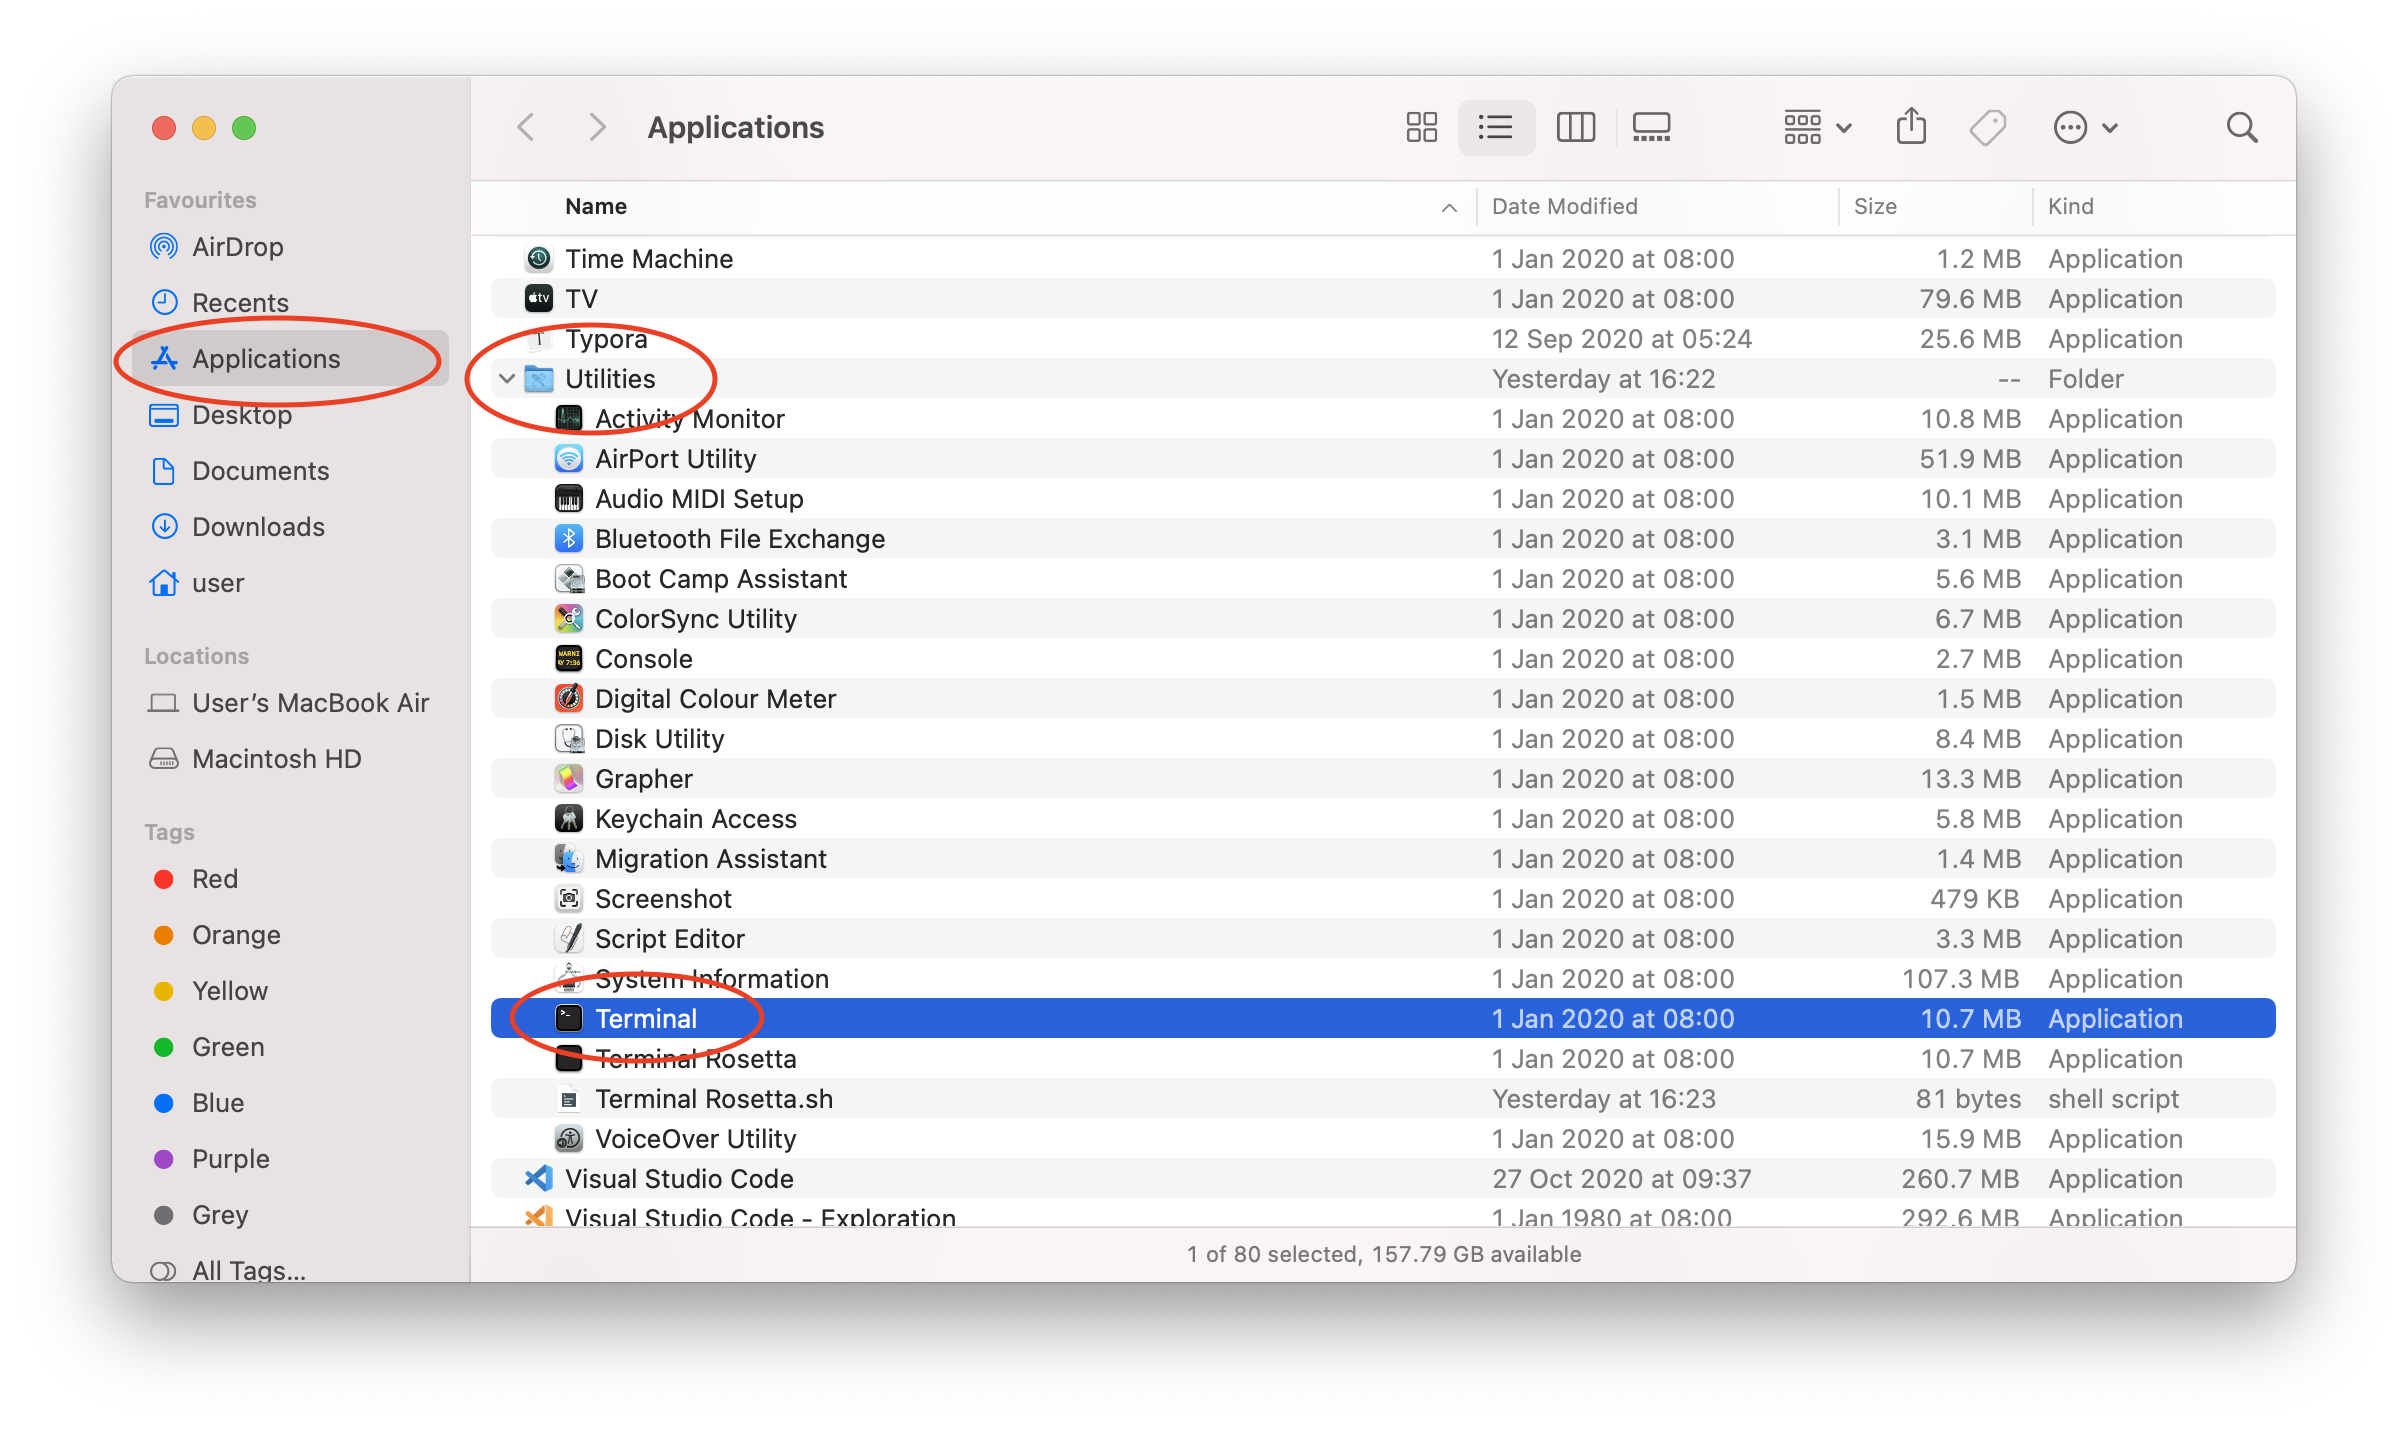 Applications
Favourites
AirDrop
Recents
Applications
Desktop
Documents
Downloads
user
Locations
User’s MacBook Air
Macintosh HD
Tags
Red
Orange
Yellow
Green
Blue
Purple
Grey
All Tags...
Name Date Modified Size Kind
Time Machine 1 Jan 2020 at 08:00 1.2 MB Application
tv TV 1 Jan 2020 at 08:00 79.6 MB Application
T Typora 12 Sep 2020 at 05:24 25.6 MB Application
Utilities Yesterday at 16:22 -- Folder
Activity Monitor 1 Jan 2020 at 08:00 10.8 MB Application
AirPort Utility 1 Jan 2020 at 08:00 51.9 MB Application
Audio MIDI Setup 1 Jan 2020 at 08:00 10.1 MB Application
Bluetooth File Exchange 1 Jan 2020 at 08:00 3.1 MB Application
Boot Camp Assistant 1 Jan 2020 at 08:00 5.6 MB Application
ColorSync Utility 1 Jan 2020 at 08:00 6.7 MB Application
WARNI
AY 7:36 Console 1 Jan 2020 at 08:00 2.7 MB Application
Digital Colour Meter 1 Jan 2020 at 08:00 1.5 MB Application
Disk Utility 1 Jan 2020 at 08:00 8.4 MB Application
Grapher 1 Jan 2020 at 08:00 13.3 MB Application
Keychain Access 1 Jan 2020 at 08:00 5.8 MB Application
Migration Assistant 1 Jan 2020 at 08:00 1.4 MB Application
Screenshot 1 Jan 2020 at 08:00 479 KB Application
Script Editor 1 Jan 2020 at 08:00 3.3 MB Application
System Information 1 Jan 2020 at 08:00 107.3 MB Application
Terminal 1 Jan 2020 at 08:00 10.7 MB Application
Terminal Rosetta 1 Jan 2020 at 08:00 10.7 MB Application
Terminal Rosetta.sh Yesterday at 16:23 81 bytes shell script
VoiceOver Utility 1 Jan 2020 at 08:00 15.9 MB Application
Visual Studio Code 27 Oct 2020 at 09:37 260.7 MB Application
Visual Studio Code - Exploration 1 Jan 1980 at 08:00 292.6 MB Application
1 of 80 selected, 157.79 GB available